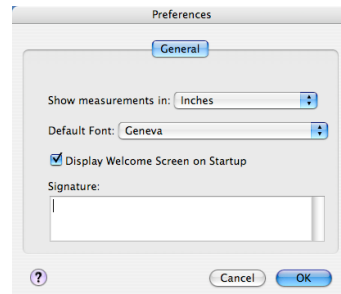 Preferences
General
Show measurements in: Inches
Default Font: Geneva
Display Welcome Screen on Startup
Signature:
? Cancel OK